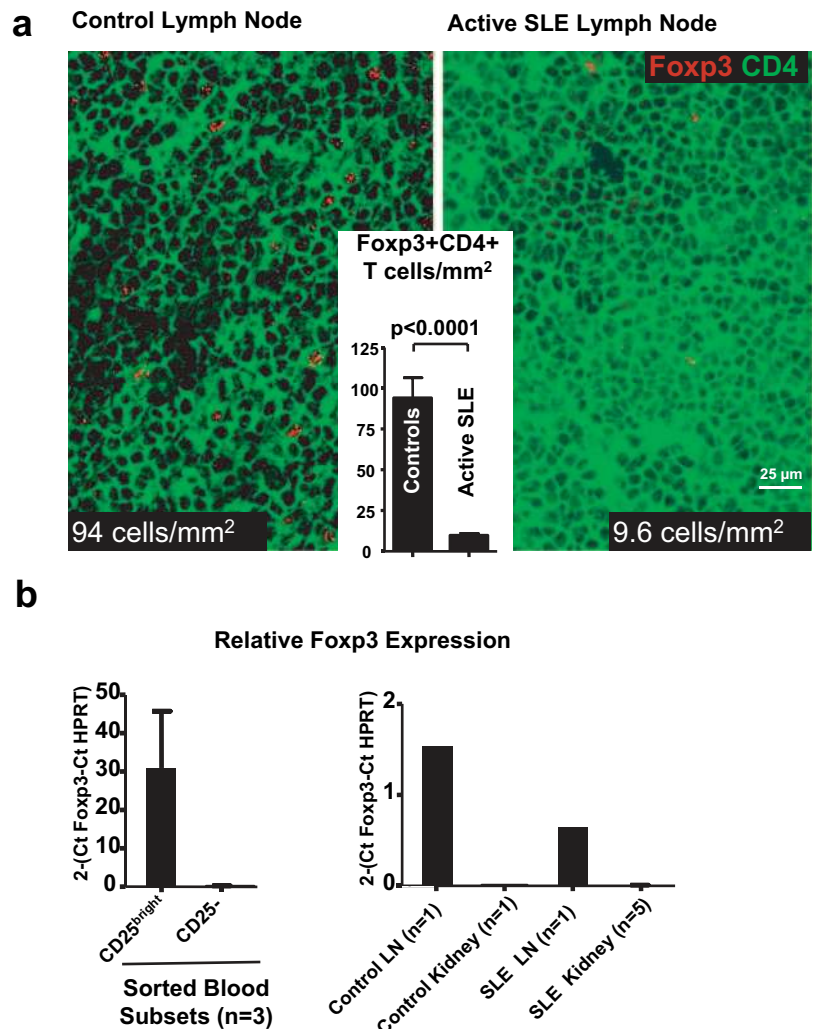 a
Control Lymph Node
Active SLE Lymph Node
Foxp3 CD4
Foxp3+CD4+
T cells/mm²
p<0.0001
125
100
75
50
25
0
Controls
Active SLE
25 µm
94 cells/mm²
9.6 cells/mm²
b
Relative Foxp3 Expression
2-(Ct Foxp3-Ct HPRT)
50
40
30
20
10
0
CD25bright
CD25-
Sorted Blood
Subsets (n=3)
2-(Ct Foxp3-Ct HPRT)
2
1
0
Control LN (n=1)
Control Kidney (n=1)
SLE LN (n=1)
SLE Kidney (n=5)